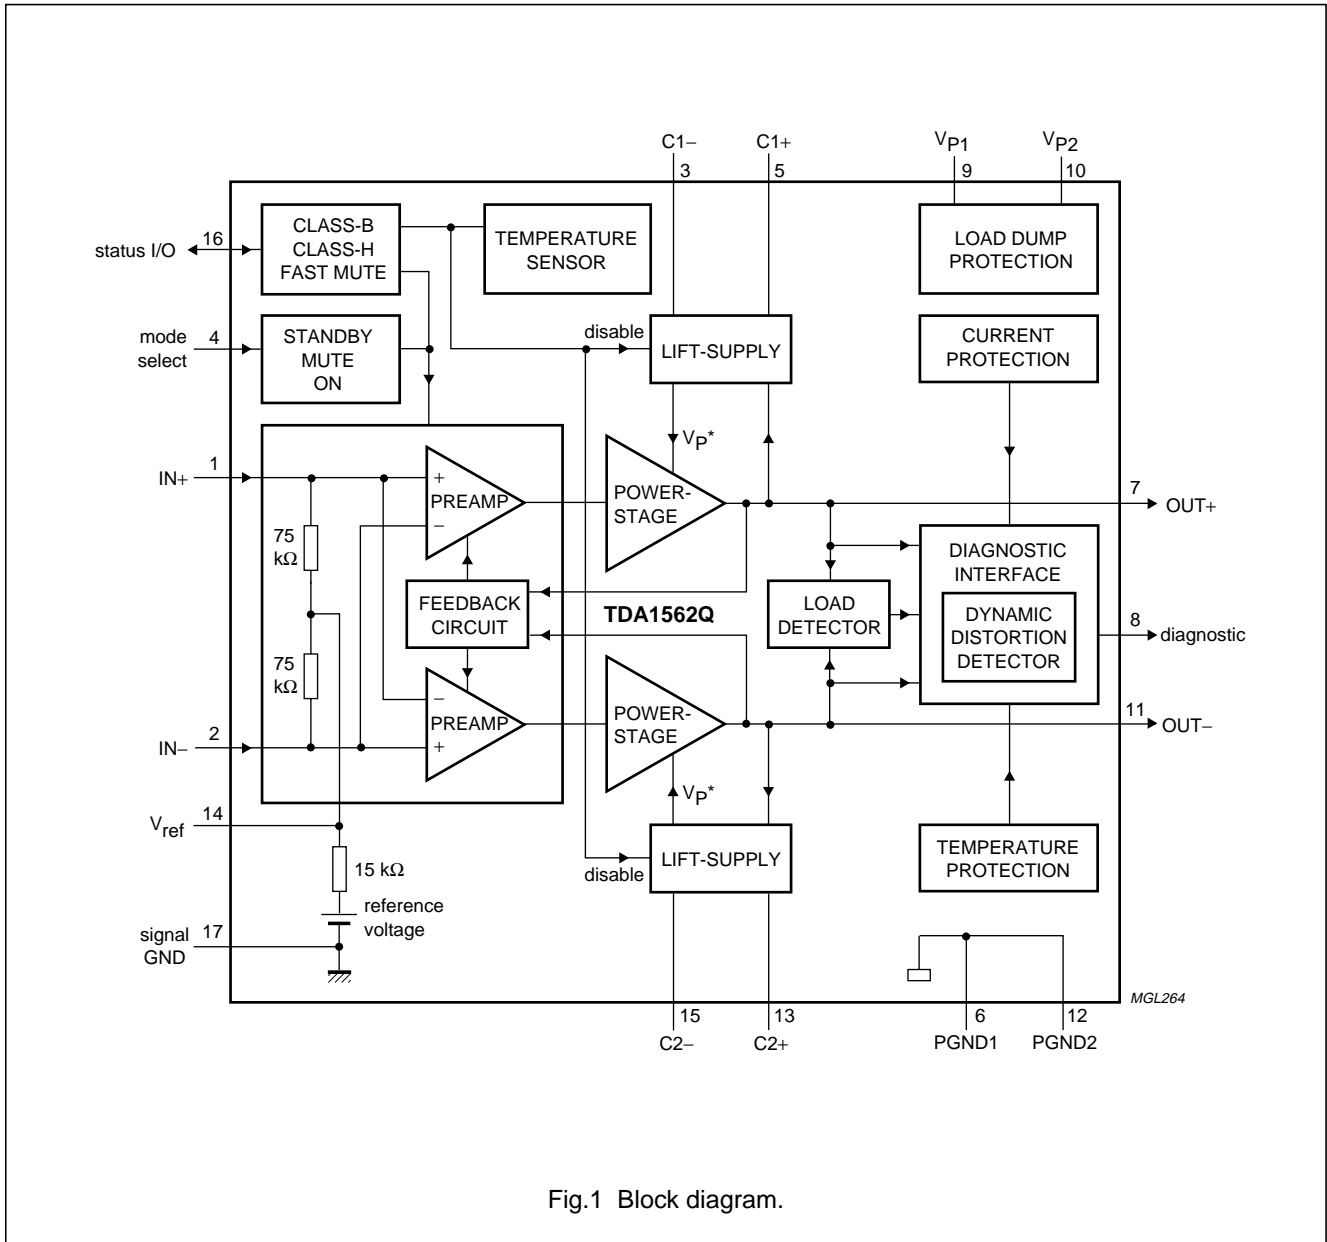 C1−
C1+
VP1
VP2
3
5
9
10
status I/O
16
CLASS-B
CLASS-H
FAST MUTE
TEMPERATURE
SENSOR
LOAD DUMP
PROTECTION
mode
select
4
STANDBY
MUTE
ON
disable
LIFT-SUPPLY
CURRENT
PROTECTION
VP*
IN+
1
+
PREAMP
−
POWER-
STAGE
7
OUT+
75
kΩ
FEEDBACK
CIRCUIT
TDA1562Q
LOAD
DETECTOR
DIAGNOSTIC
INTERFACE
DYNAMIC
DISTORTION
DETECTOR
8
diagnostic
75
kΩ
−
PREAMP
+
POWER-
STAGE
11
OUT−
IN−
2
VP*
Vref
14
15 kΩ
reference
voltage
disable
LIFT-SUPPLY
TEMPERATURE
PROTECTION
signal
GND
17
MGL264
15
13
6
12
C2−
C2+
PGND1
PGND2
Fig.1 Block diagram.